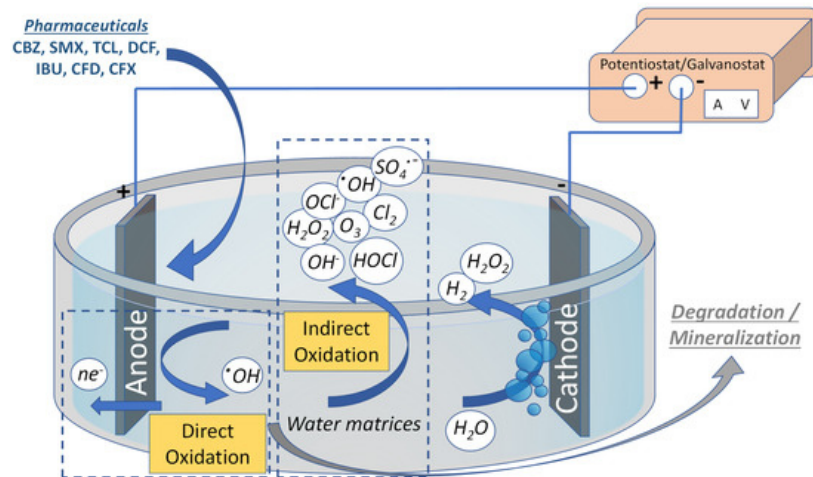 Pharmaceuticals
CBZ, SMX, TCL, DCF,
IBU, CFD, CFX
Potentiostat/Galvanostat
+ -
A V
+
-
SO₄•-
•OH
OCl-
Cl₂
H₂O₂
O₃
OH-
HOCl
H₂O₂
H₂
Anode
Cathode
Degradation /
Mineralization
Indirect
Oxidation
ne-
•OH
Direct
Oxidation
Water matrices
H₂O